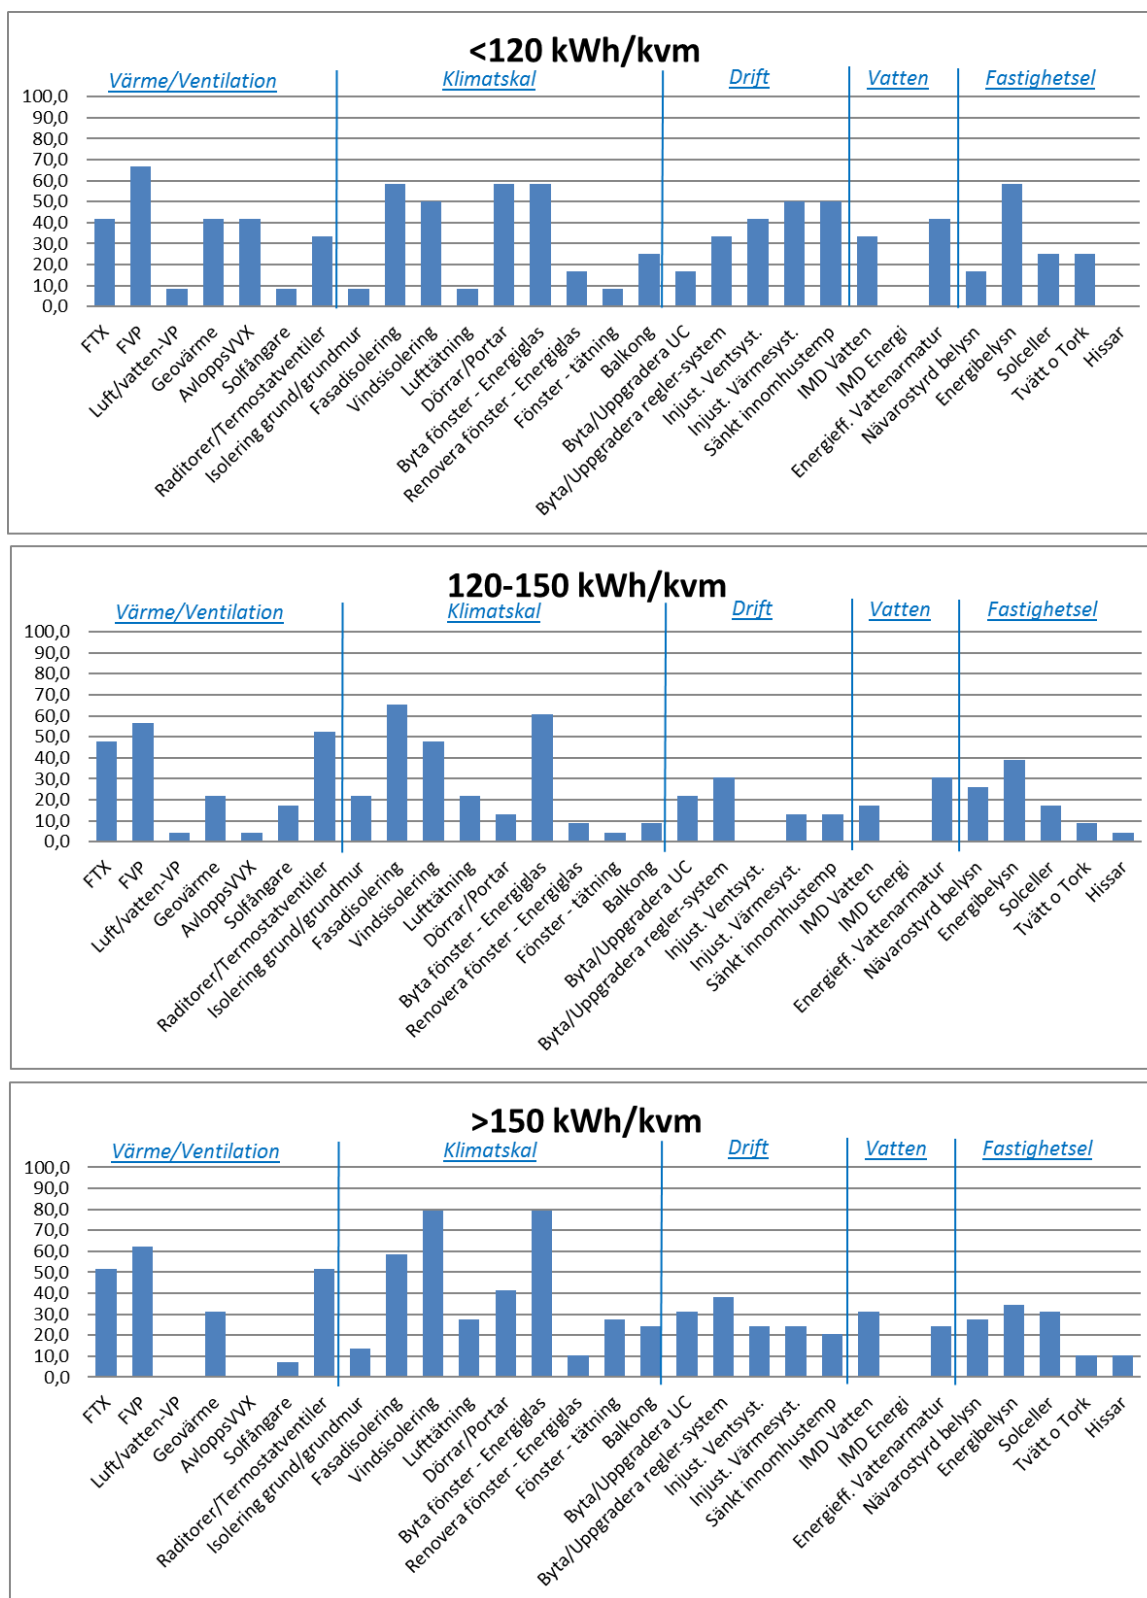 <120 kWh/kvm
Värme/Ventilation Klimatskal Drift Vatten Fastighetsel
100,0
90,0
80,0
70,0
60,0
50,0
40,0
30,0
20,0
10,0
0,0
FTX
FVP
Luft/vatten-VP
Geovärme
AvloppsVVX
Solfångare
Raditorer/Termostatventiler
Isolering grund/grundmur
Fasadisolering
Vindsisolering
Lufttätning
Dörrar/Portar
Byta fönster - Energiglas
Renovera fönster - Energiglas
Fönster - tätning
Balkong
Byta/Uppgradera UC
Byta/Uppgradera regler-system
Injust. Ventsyst.
Injust. Värmesyst.
Sänkt innomhustemp
IMD Vatten
IMD Energi
Energieff. Vattenarmatur
Nävarostyrd belysn
Energibelysn
Solceller
Tvätt o Tork
Hissar
120-150 kWh/kvm
Värme/Ventilation Klimatskal Drift Vatten Fastighetsel
100,0
90,0
80,0
70,0
60,0
50,0
40,0
30,0
20,0
10,0
0,0
FTX
FVP
Luft/vatten-VP
Geovärme
AvloppsVVX
Solfångare
Raditorer/Termostatventiler
Isolering grund/grundmur
Fasadisolering
Vindsisolering
Lufttätning
Dörrar/Portar
Byta fönster - Energiglas
Renovera fönster - Energiglas
Fönster - tätning
Balkong
Byta/Uppgradera UC
Byta/Uppgradera regler-system
Injust. Ventsyst.
Injust. Värmesyst.
Sänkt innomhustemp
IMD Vatten
IMD Energi
Energieff. Vattenarmatur
Nävarostyrd belysn
Energibelysn
Solceller
Tvätt o Tork
Hissar
>150 kWh/kvm
Värme/Ventilation Klimatskal Drift Vatten Fastighetsel
100,0
90,0
80,0
70,0
60,0
50,0
40,0
30,0
20,0
10,0
0,0
FTX
FVP
Luft/vatten-VP
Geovärme
AvloppsVVX
Solfångare
Raditorer/Termostatventiler
Isolering grund/grundmur
Fasadisolering
Vindsisolering
Lufttätning
Dörrar/Portar
Byta fönster - Energiglas
Renovera fönster - Energiglas
Fönster - tätning
Balkong
Byta/Uppgradera UC
Byta/Uppgradera regler-system
Injust. Ventsyst.
Injust. Värmesyst.
Sänkt innomhustemp
IMD Vatten
IMD Energi
Energieff. Vattenarmatur
Nävarostyrd belysn
Energibelysn
Solceller
Tvätt o Tork
Hissar